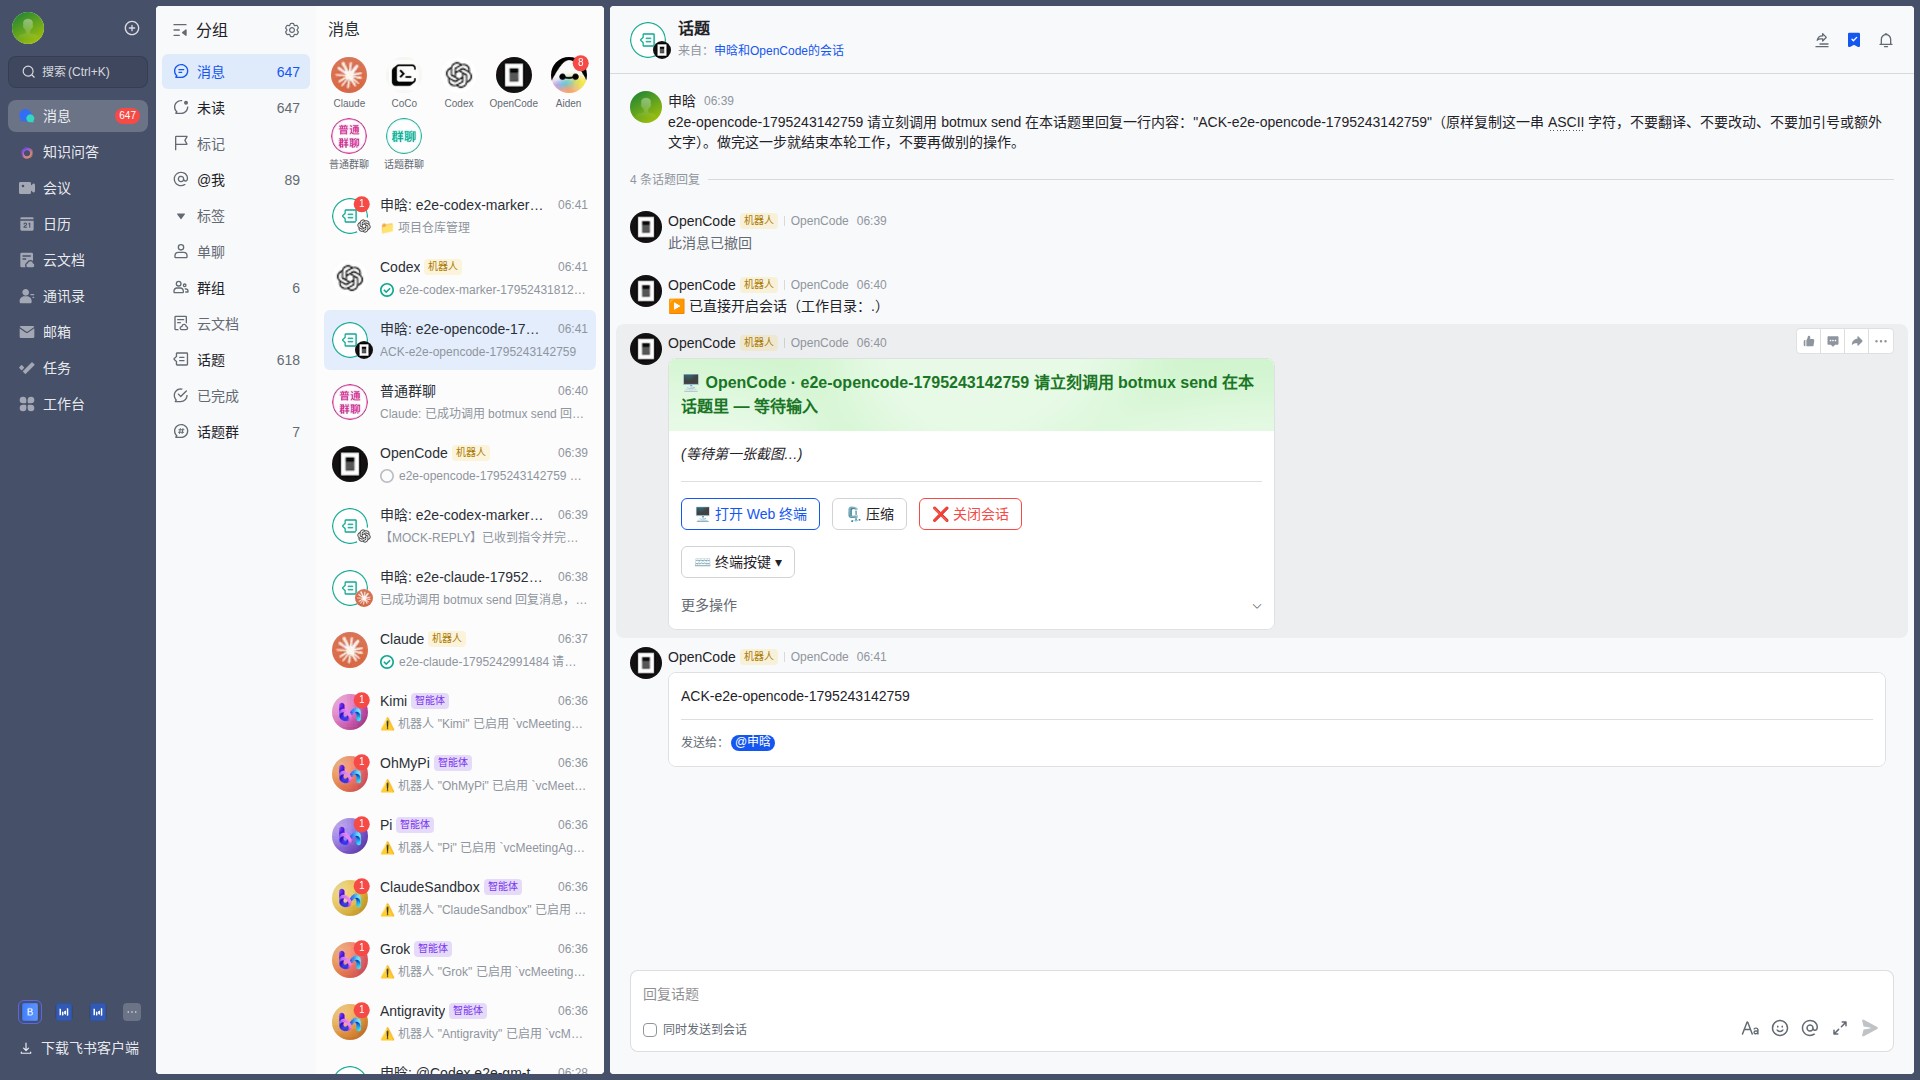 搜索 (Ctrl+K)
消息
647
知识问答
会议
日历
云文档
通讯录
邮箱
任务
工作台
下载飞书客户端
分组
消息
647
未读
647
标记
@我
89
标签
单聊
群组
6
云文档
话题
618
已完成
话题群
7
消息
Claude
CoCo
Codex
OpenCode
8
Aiden
普通
群聊
普通群聊
群聊
话题群聊
1
申晗: e2e-codex-marker…
06:41
📁 项目仓库管理
Codex 机器人
06:41
e2e-codex-marker-17952431812…
申晗: e2e-opencode-17…
06:41
ACK-e2e-opencode-1795243142759
普通
群聊
普通群聊
06:40
Claude: 已成功调用 botmux send 回…
OpenCode 机器人
06:39
e2e-opencode-1795243142759 …
申晗: e2e-codex-marker…
06:39
【MOCK-REPLY】已收到指令并完…
申晗: e2e-claude-17952…
06:38
已成功调用 botmux send 回复消息，…
Claude 机器人
06:37
e2e-claude-1795242991484 请…
1
Kimi 智能体
06:36
⚠️ 机器人 "Kimi" 已启用 `vcMeeting…
1
OhMyPi 智能体
06:36
⚠️ 机器人 "OhMyPi" 已启用 `vcMeet…
1
Pi 智能体
06:36
⚠️ 机器人 "Pi" 已启用 `vcMeetingAg…
1
ClaudeSandbox 智能体
06:36
⚠️ 机器人 "ClaudeSandbox" 已启用 …
1
Grok 智能体
06:36
⚠️ 机器人 "Grok" 已启用 `vcMeeting…
1
Antigravity 智能体
06:36
⚠️ 机器人 "Antigravity" 已启用 `vcM…
申晗: @Codex e2e-gm-t
06:28
话题
来自：申晗和OpenCode的会话
申晗 06:39
e2e-opencode-1795243142759 请立刻调用 botmux send 在本话题里回复一行内容："ACK-e2e-opencode-1795243142759"（原样复制这一串 ASCII 字符，不要翻译、不要改动、不要加引号或额外
文字）。做完这一步就结束本轮工作，不要再做别的操作。
4 条话题回复
OpenCode 机器人 | OpenCode 06:39
此消息已撤回
OpenCode 机器人 | OpenCode 06:40
▶️ 已直接开启会话（工作目录：.）
OpenCode 机器人 | OpenCode 06:40
🖥️ OpenCode · e2e-opencode-1795243142759 请立刻调用 botmux send 在本
话题里 — 等待输入
(等待第一张截图…)
🖥️ 打开 Web 终端
🗜️ 压缩
❌ 关闭会话
⌨️ 终端按键 ▾
更多操作
OpenCode 机器人 | OpenCode 06:41
ACK-e2e-opencode-1795243142759
发送给：@申晗
回复话题
同时发送到会话